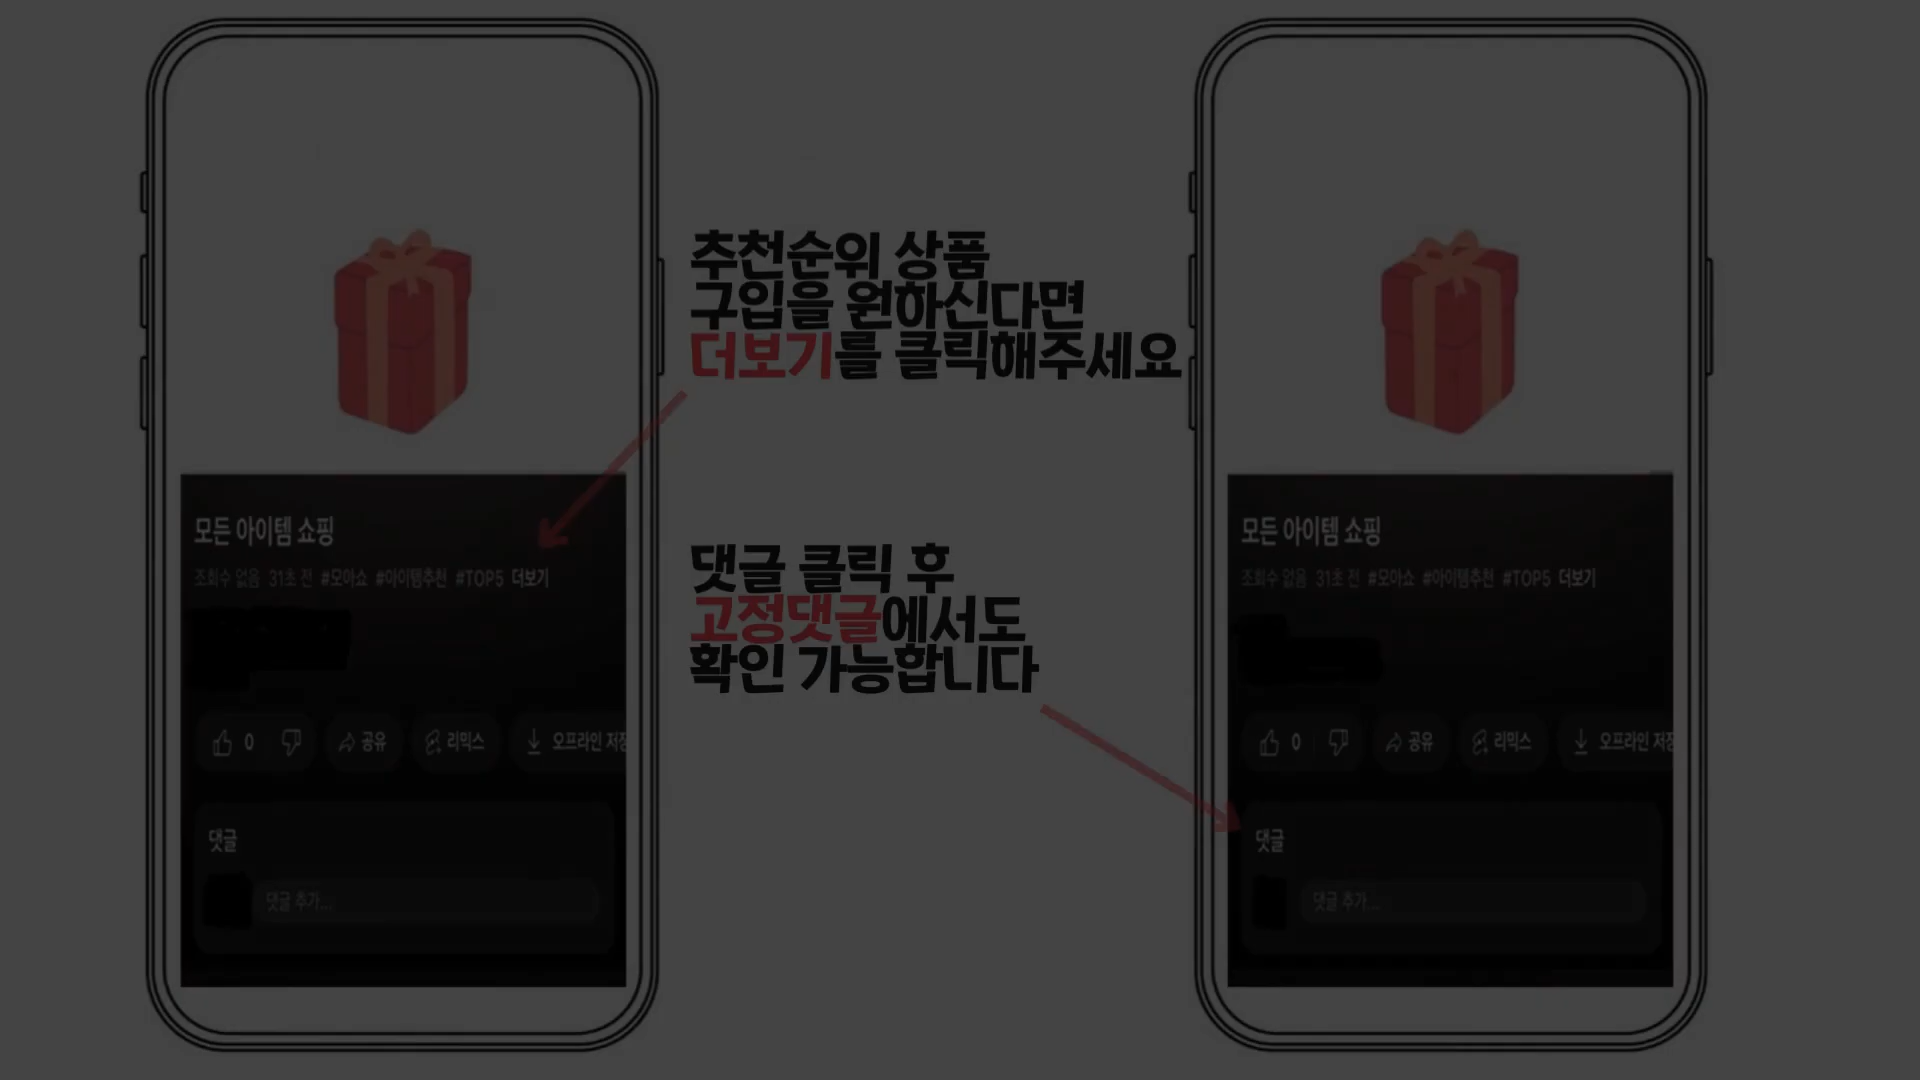 추천순위 상품
구입을 원하신다면
더보기를 클릭해주세요
댓글 클릭 후
고정댓글에서도
확인 가능합니다
모든 아이템 쇼핑
조회수 없음 31초 전 #모아쇼 #아이템추천 #TOP5 더보기
0 공유 리믹스 오프라인 저장
댓글
댓글 추가...
모든 아이템 쇼핑
조회수 없음 31초 전 #모아쇼 #아이템추천 #TOP5 더보기
0 공유 리믹스 오프라인 저장
댓글
댓글 추가...